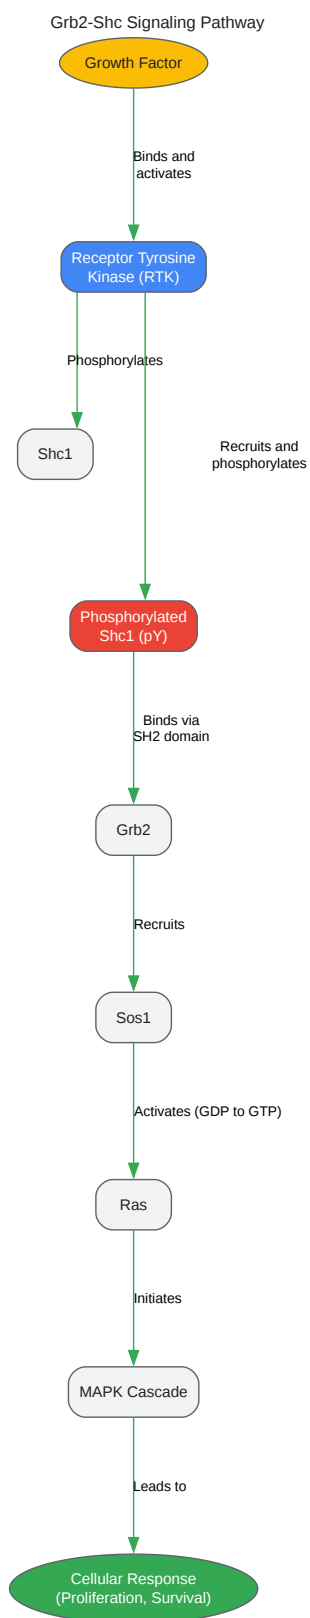 Grb2-Shc Signaling Pathway
Growth Factor
Binds and
activates
Receptor Tyrosine
Kinase (RTK)
Phosphorylates
Shc1
Recruits and
phosphorylates
Phosphorylated
Shc1 (pY)
Binds via
SH2 domain
Grb2
Recruits
Sos1
Activates (GDP to GTP)
Ras
Initiates
MAPK Cascade
Leads to
Cellular Response
(Proliferation, Survival)